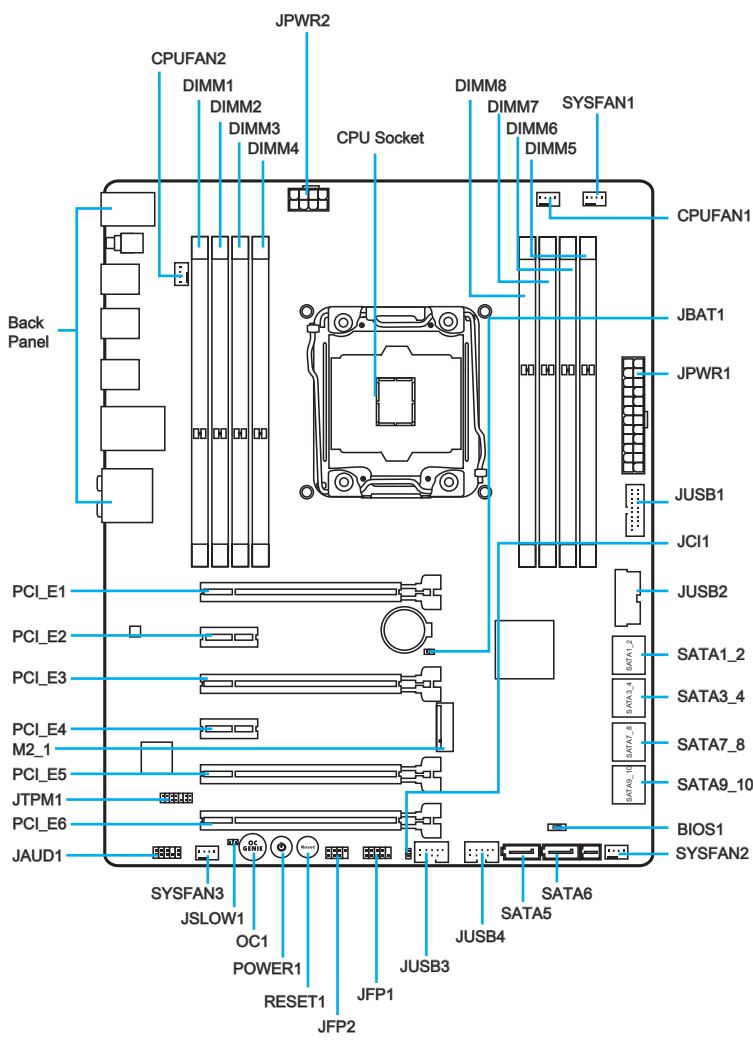 JPWR2
CPUFAN2
DIMM1
DIMM2
DIMM3
DIMM4
CPU Socket
DIMM8
DIMM7
DIMM6
DIMM5
SYSFAN1
CPUFAN1
Back
Panel
JBAT1
JPWR1
JUSB1
JCI1
JUSB2
PCI_E1
PCI_E2
PCI_E3
PCI_E4
M2_1
PCI_E5
JTPM1
PCI_E6
JAUD1
SATA1_2
SATA1_2
SATA3_4
SATA3_4
SATA7_8
SATA7_8
SATA9_10
SATA9_10
BIOS1
SYSFAN2
OC
GENIE
Reset
SYSFAN3
JSLOW1
OC1
POWER1
RESET1
JFP2
JFP1
JUSB3
JUSB4
SATA5
SATA6